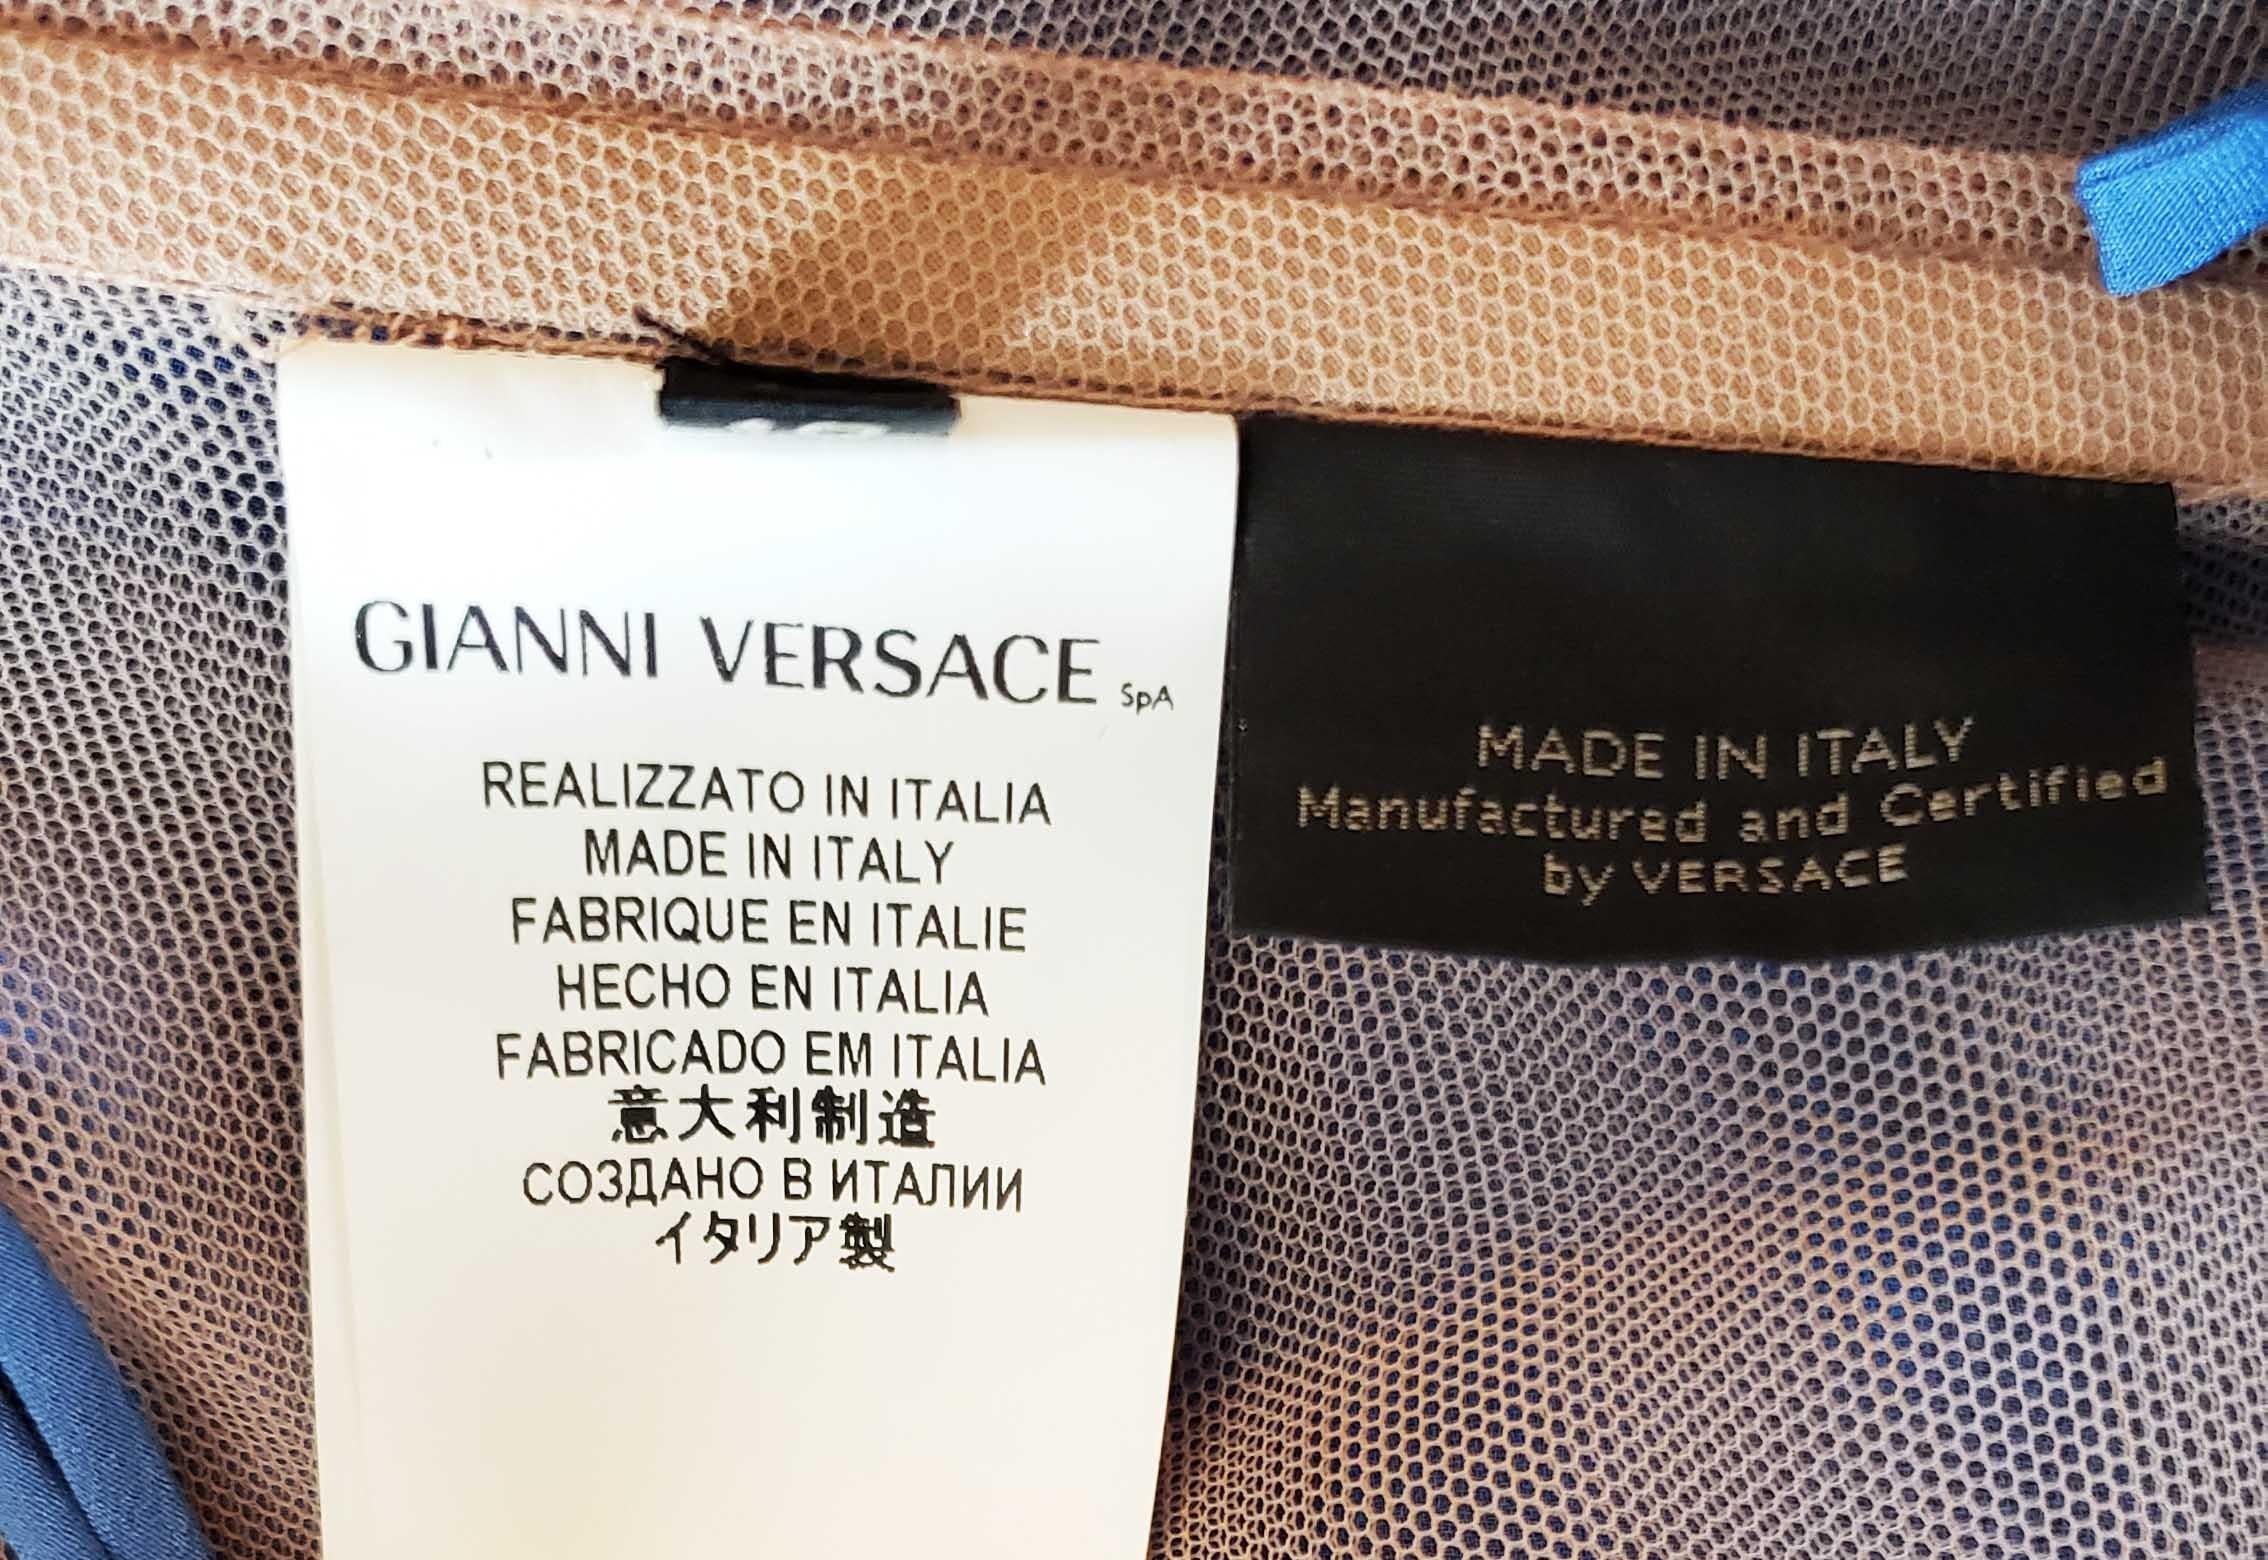 GIANNI VERSACE SpA
REALIZZATO IN ITALIA
MADE IN ITALY
FABRIQUE EN ITALIE
HECHO EN ITALIA
FABRICADO EM ITALIA
意大利制造
СОЗДАНО В ИТАЛИИ
イタリア製
MADE IN ITALY
Manufactured and Certified
by VERSACE